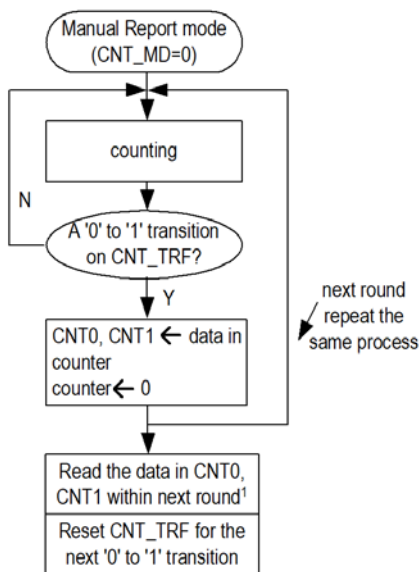 Manual Report mode
(CNT_MD=0)
counting
N
A '0' to '1' transition
on CNT_TRF?
Y
CNT0, CNT1 ← data in
counter
counter ← 0
next round
repeat the
same process
Read the data in CNT0,
CNT1 within next round¹
Reset CNT_TRF for the
next '0' to '1' transition